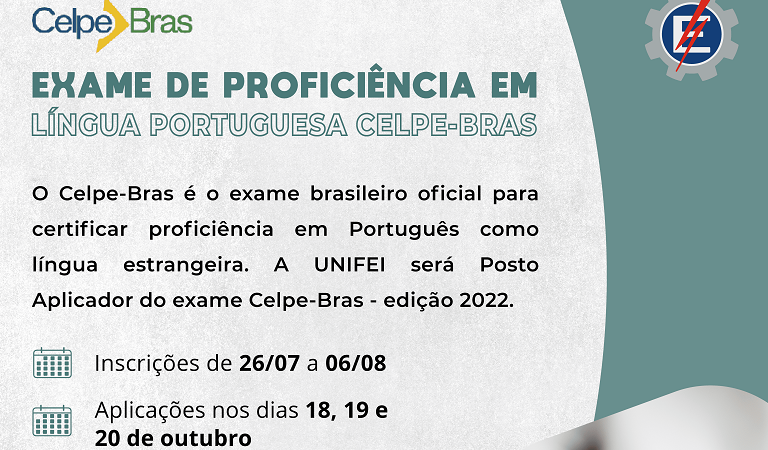 Celpe Bras
E
EXAME DE PROFICIÊNCIA EM
LÍNGUA PORTUGUESA CELPE-BRAS
O Celpe-Bras é o exame brasileiro oficial para
certificar proficiência em Português como
língua estrangeira. A UNIFEI será Posto
Aplicador do exame Celpe-Bras - edição 2022.
Inscrições de 26/07 a 06/08
Aplicações nos dias 18, 19 e
20 de outubro